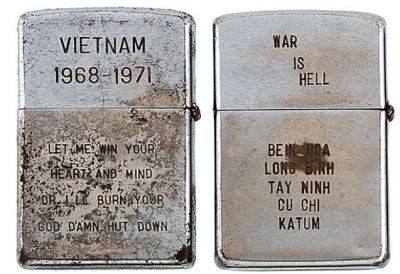 VIETNAM
1968-1971
LET ME WIN YOUR
HEART AND MIND
OR I'LL BURN YOUR
GOD DAMN HUT DOWN
WAR
IS
HELL
BEIN HOA
LONG BINH
TAY NINH
CU CHI
KATUM